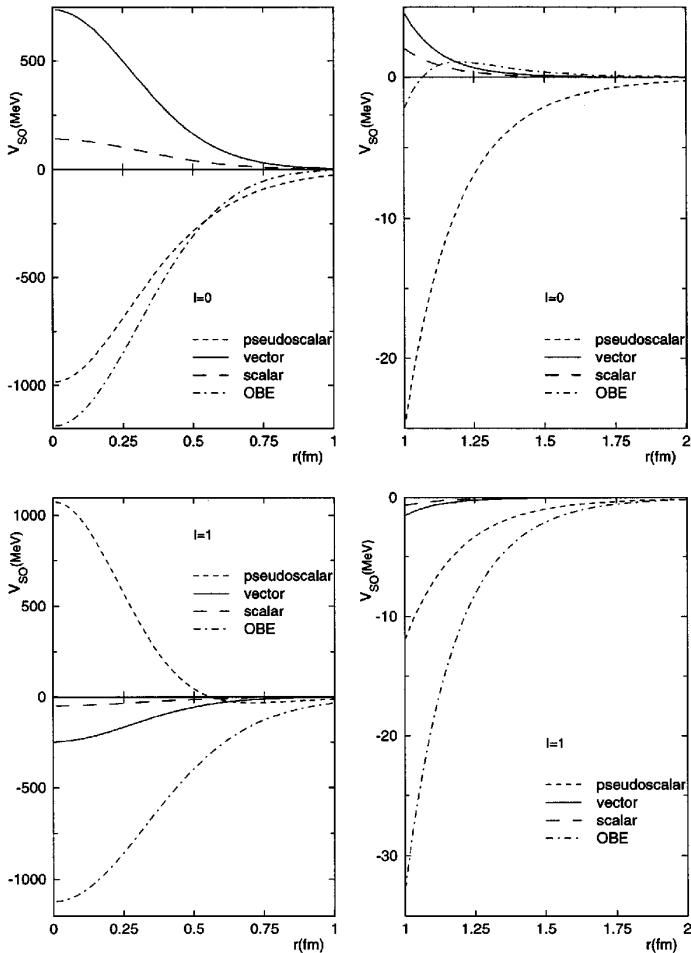 500
250
0
-500
-1000
V_SO(MeV)
I=0
pseudoscalar
vector
scalar
OBE
0
0.25
0.5
0.75
1
r(fm)
0
-10
-20
V_SO(MeV)
I=0
pseudoscalar
vector
scalar
OBE
1
1.25
1.5
1.75
2
r(fm)
1000
500
0
-500
-1000
V_SO(MeV)
I=1
pseudoscalar
vector
scalar
OBE
0
0.25
0.5
0.75
1
r(fm)
0
-10
-20
-30
V_SO(MeV)
I=1
pseudoscalar
vector
scalar
OBE
1
1.25
1.5
1.75
2
r(fm)